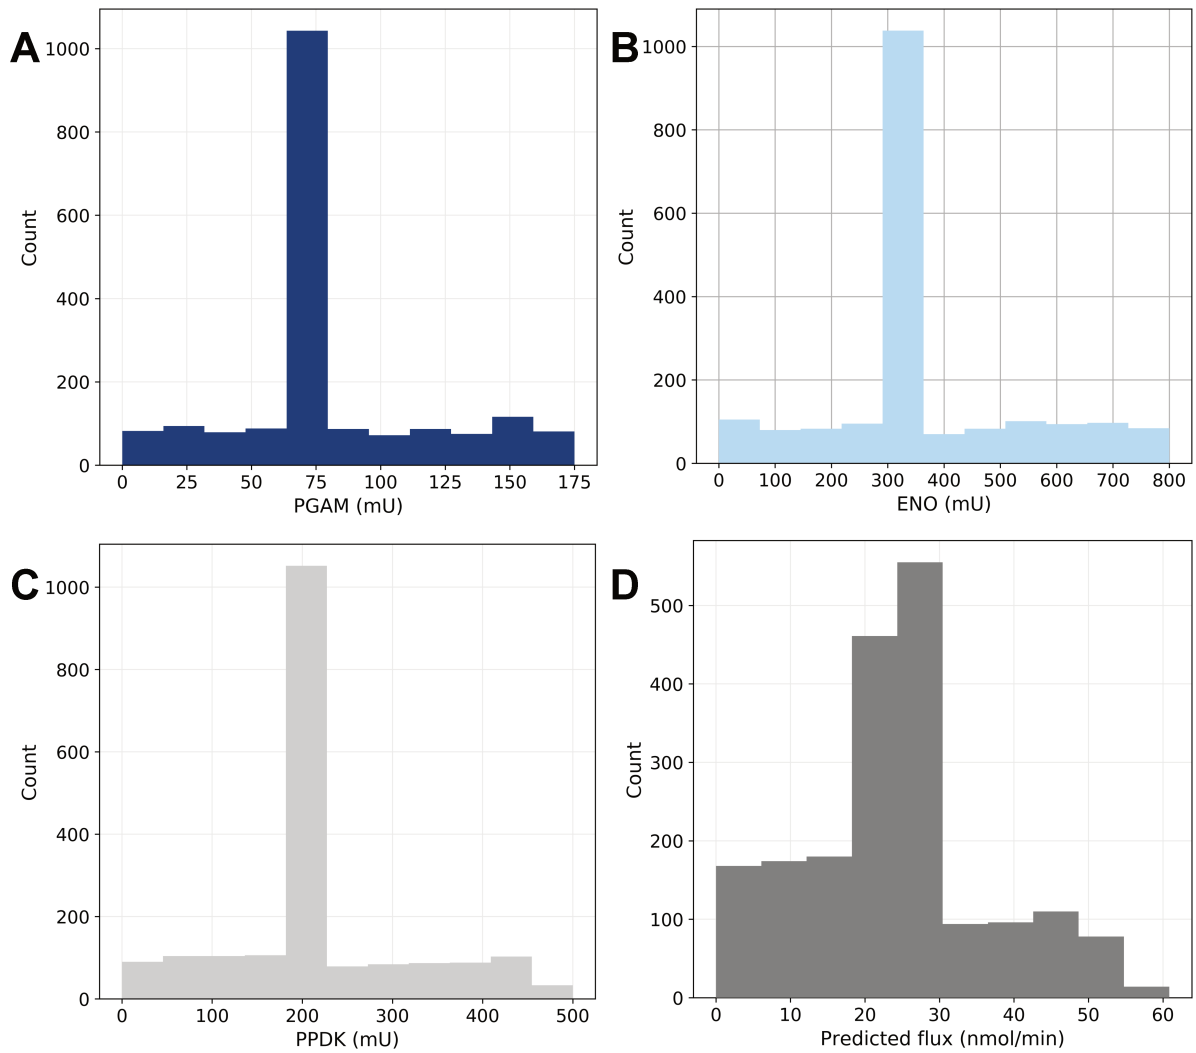 A
1000
800
600
400
200
0
Count
0 25 50 75 100 125 150 175
PGAM (mU)
B
1000
800
600
400
200
0
Count
0 100 200 300 400 500 600 700 800
ENO (mU)
C
1000
800
600
400
200
0
Count
0 100 200 300 400 500
PPDK (mU)
D
500
400
300
200
100
0
Count
0 10 20 30 40 50 60
Predicted flux (nmol/min)